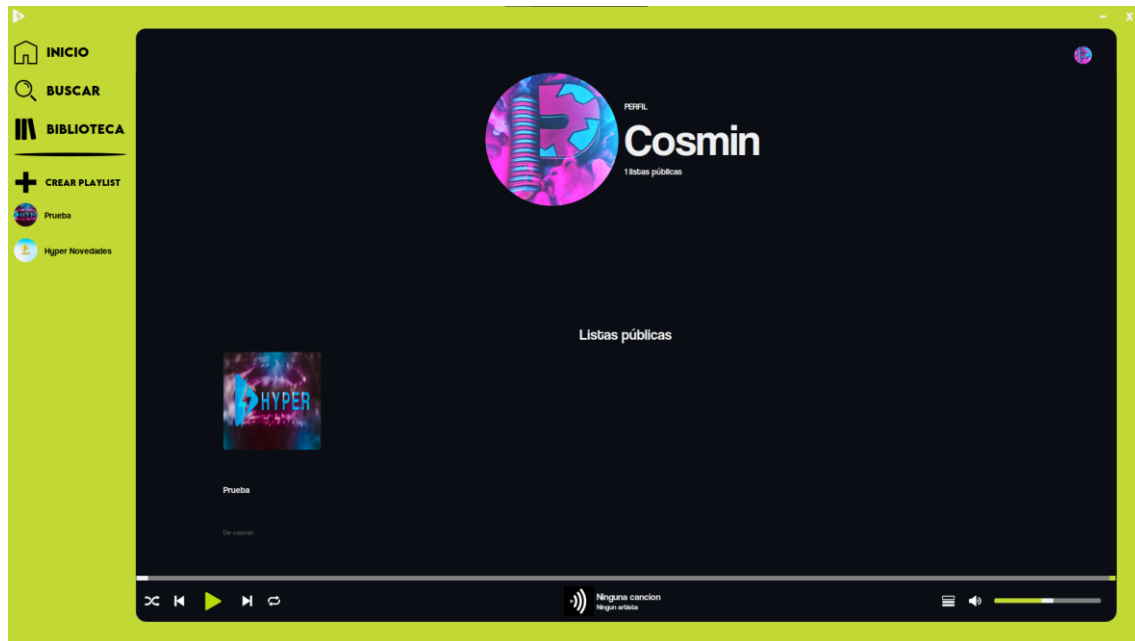 INICIO
BUSCAR
BIBLIOTECA
CREAR PLAYLIST
Prueba
Hyper Novedades
PERFIL
Cosmin
1 listas públicas
Listas públicas
HYPER
Prueba
De cosmin
Ninguna cancion
Ningun artista